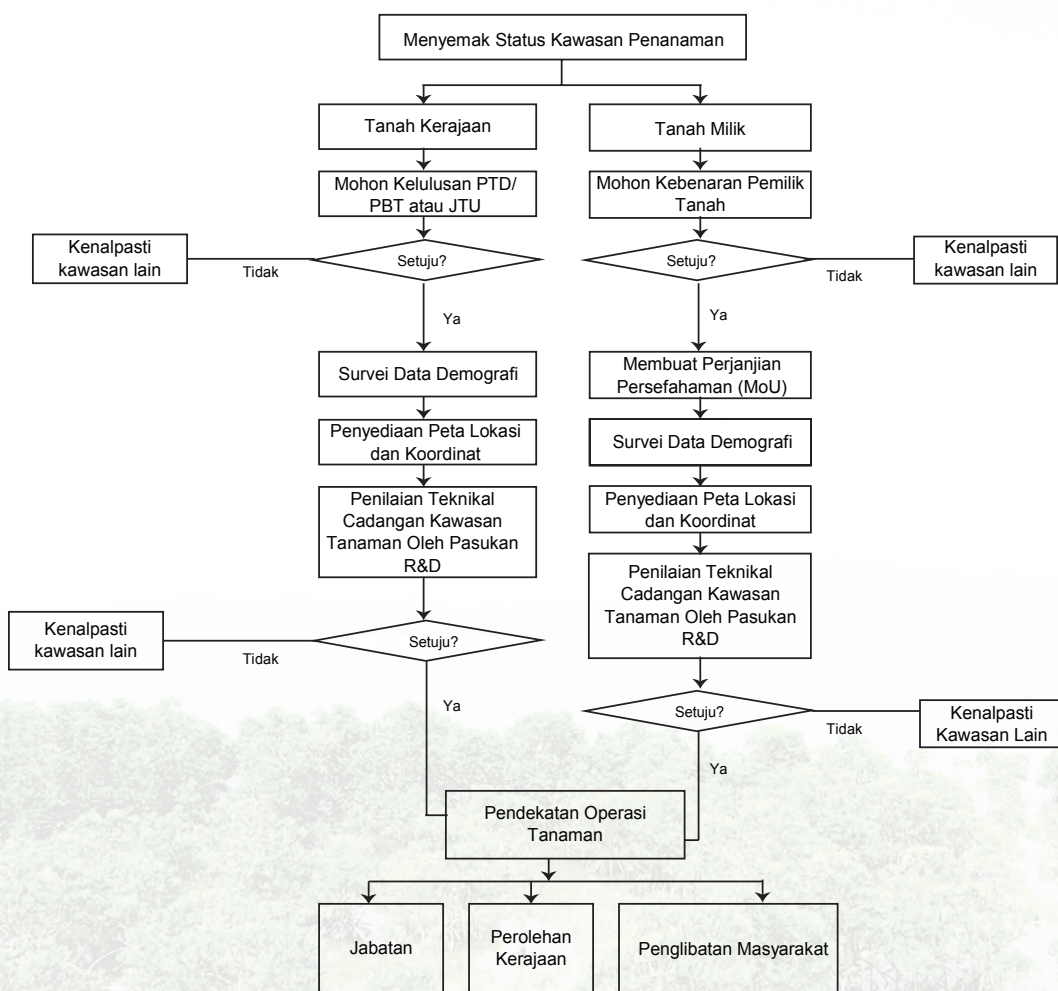 Menyemak Status Kawasan Penanaman
Tanah Kerajaan
Tanah Milik
Mohon Kelulusan PTD/
PBT atau JTU
Mohon Kebenaran Pemilik
Tanah
Kenalpasti
kawasan lain
Tidak
Setuju?
Setuju?
Tidak
Kenalpasti
kawasan lain
Ya
Ya
Survei Data Demografi
Membuat Perjanjian
Persefahaman (MoU)
Penyediaan Peta Lokasi
dan Koordinat
Survei Data Demografi
Penilaian Teknikal
Cadangan Kawasan
Tanaman Oleh Pasukan
R&D
Penyediaan Peta Lokasi
dan Koordinat
Penilaian Teknikal
Cadangan Kawasan
Tanaman Oleh Pasukan
R&D
Kenalpasti
kawasan lain
Tidak
Setuju?
Ya
Setuju?
Tidak
Kenalpasti
Kawasan Lain
Ya
Pendekatan Operasi
Tanaman
Jabatan
Perolehan
Kerajaan
Penglibatan Masyarakat